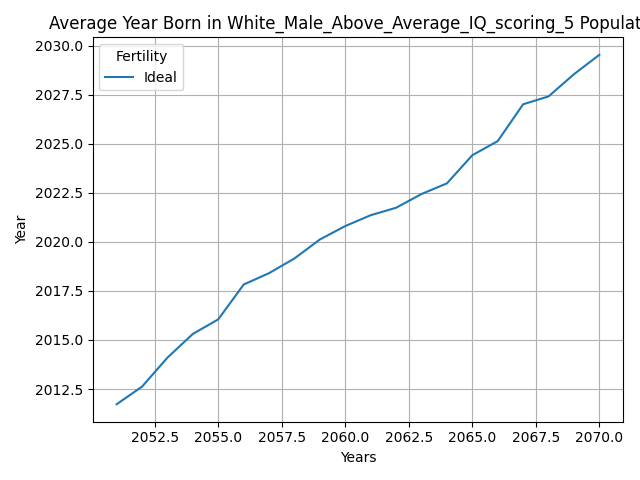 Average Year Born in White_Male_Above_Average_IQ_scoring_5 Populat
Fertility
Ideal
2030.0
2027.5
2025.0
2022.5
2020.0
2017.5
2015.0
2012.5
Year
2052.5 2055.0 2057.5 2060.0 2062.5 2065.0 2067.5 2070.0
Years